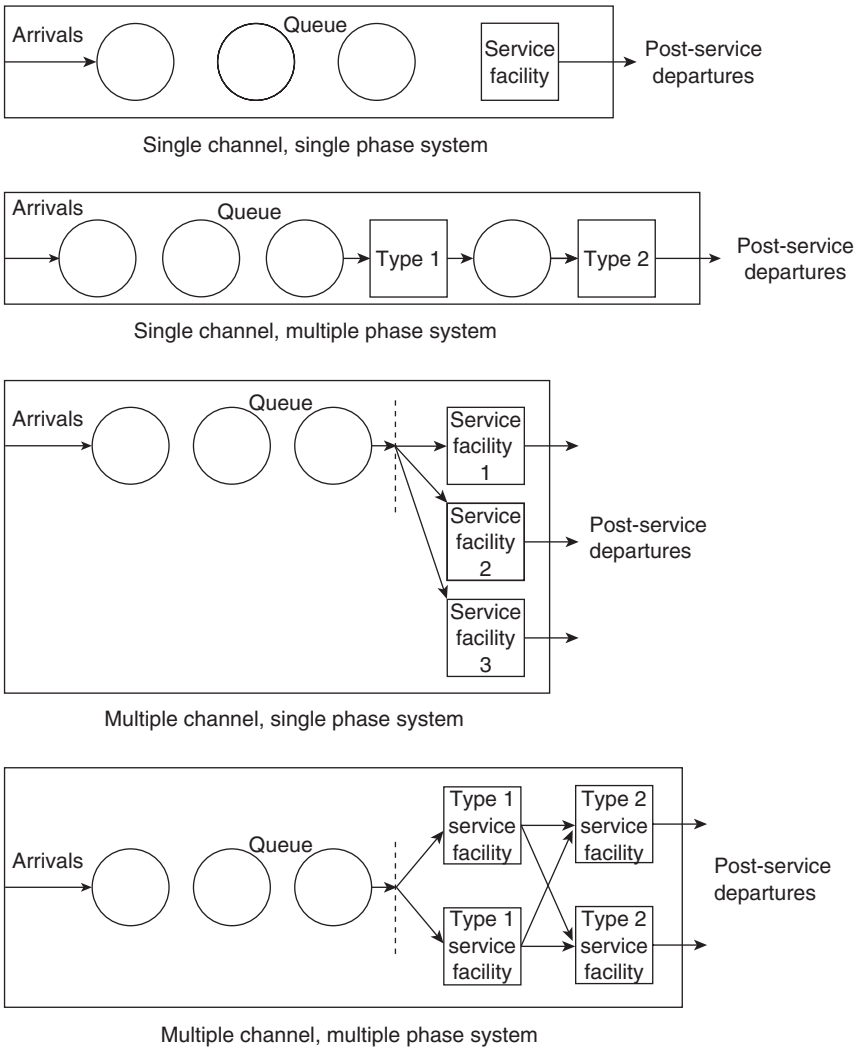 Arrivals
Queue
Service
facility
Post-service
departures
Single channel, single phase system
Arrivals
Queue
Type 1
Type 2
Post-service
departures
Single channel, multiple phase system
Arrivals
Queue
Service
facility
1
Service
facility
2
Service
facility
3
Post-service
departures
Multiple channel, single phase system
Arrivals
Queue
Type 1
service
facility
Type 2
service
facility
Type 1
service
facility
Type 2
service
facility
Post-service
departures
Multiple channel, multiple phase system